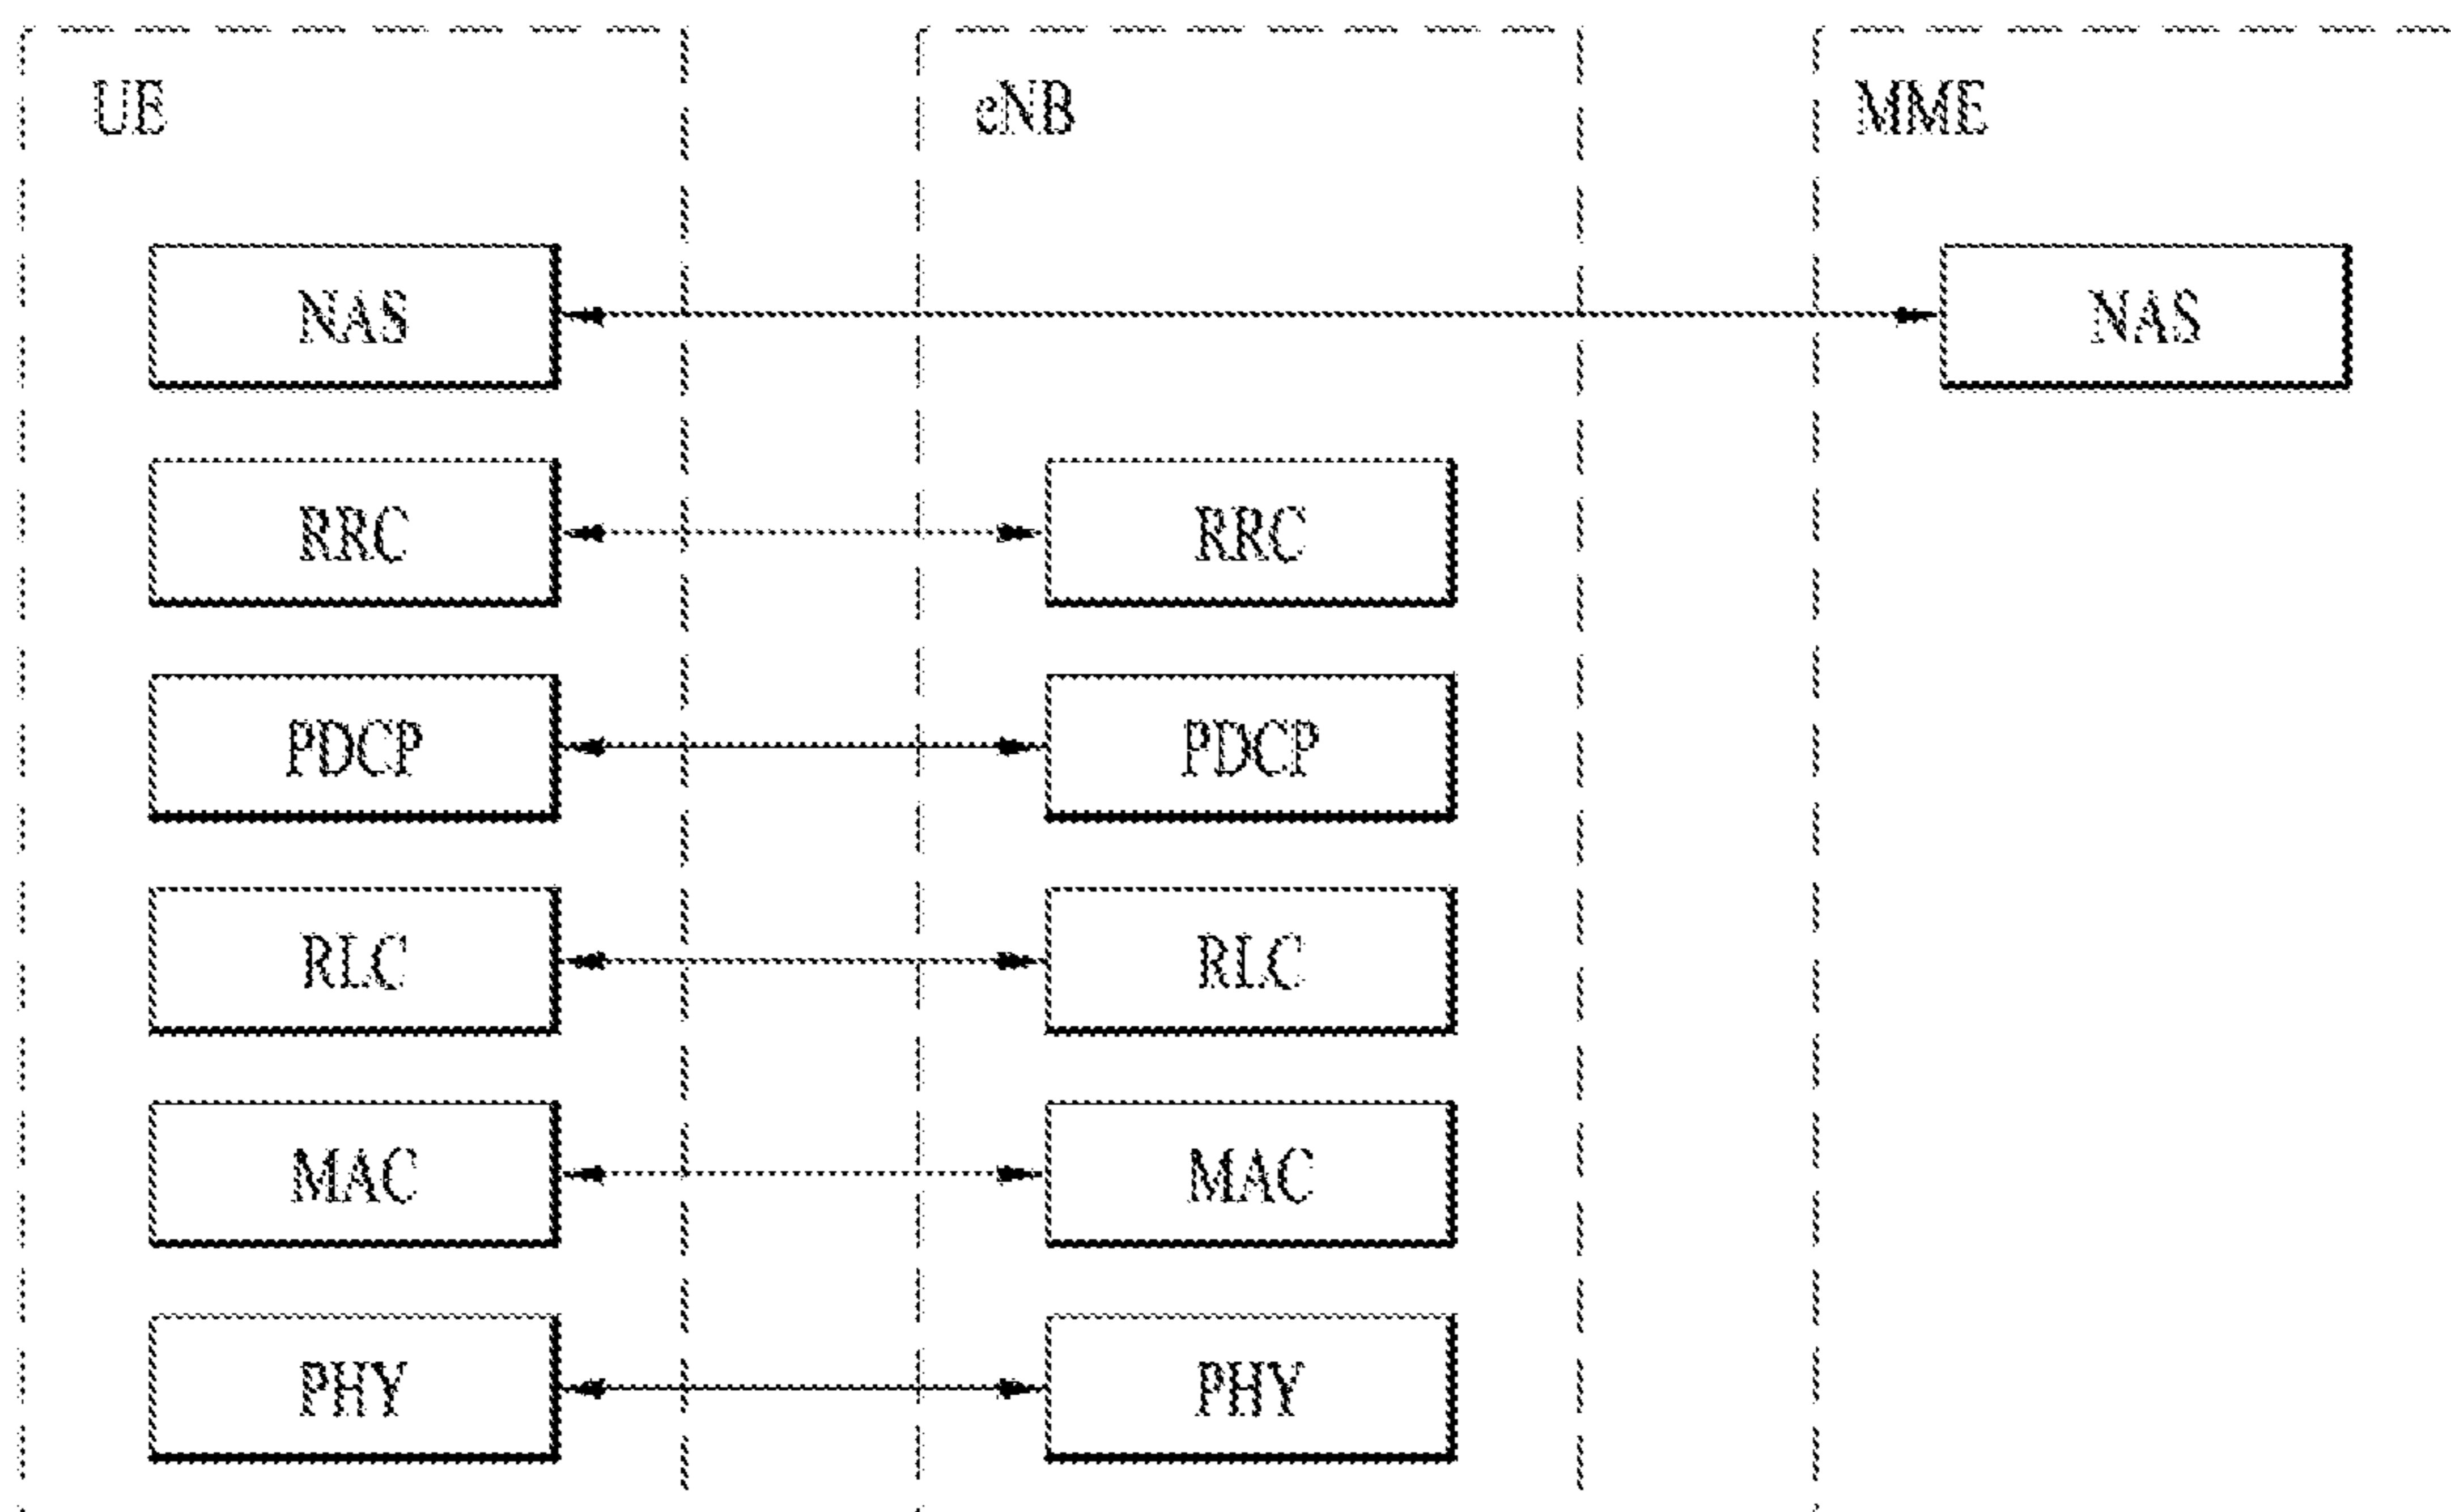 UE eNB MME
NAS NAS
RRC RRC
PDCP PDCP
RLC RLC
MAC MAC
PHY PHY